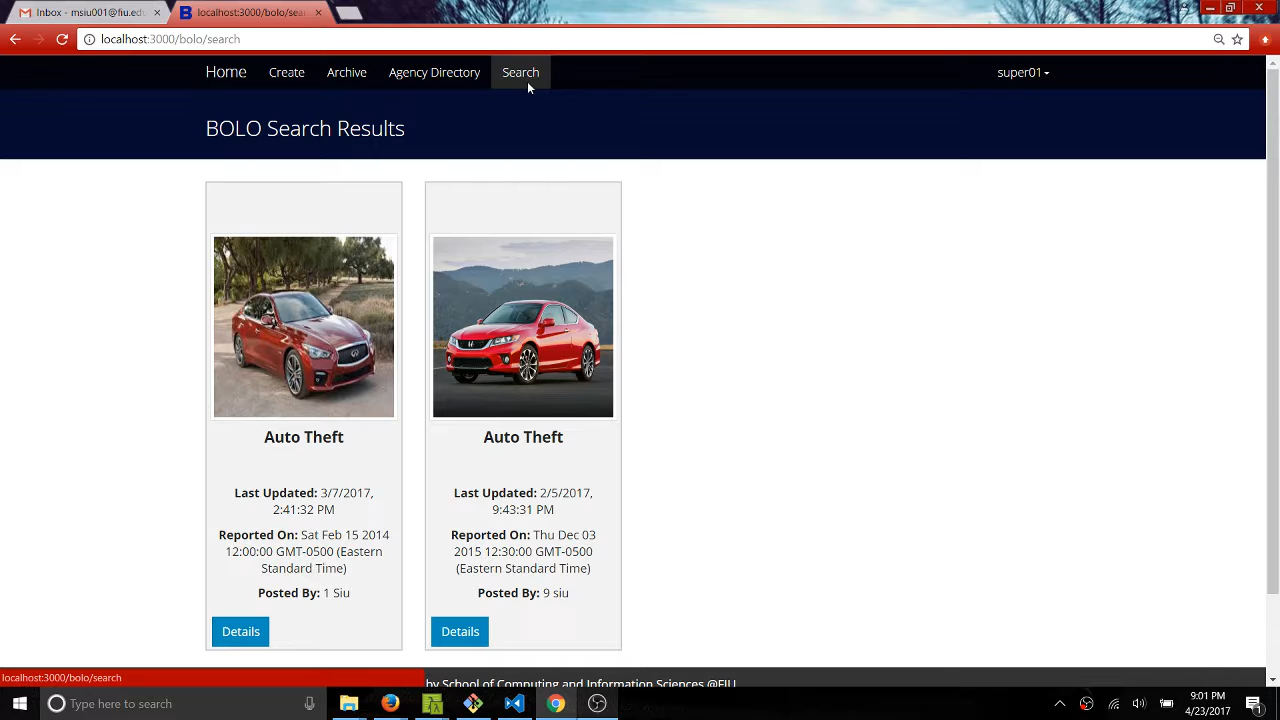 Inbox - msiu001@fiu.edu
localhost:3000/bolo/sear
localhost:3000/bolo/search
Home Create Archive Agency Directory Search super01
BOLO Search Results
Auto Theft
Last Updated: 3/7/2017,
2:41:32 PM
Reported On: Sat Feb 15 2014
12:00:00 GMT-0500 (Eastern
Standard Time)
Posted By: 1 Siu
Details
Auto Theft
Last Updated: 2/5/2017,
9:43:31 PM
Reported On: Thu Dec 03
2015 12:30:00 GMT-0500
(Eastern Standard Time)
Posted By: 9 siu
Details
localhost:3000/bolo/search
by School of Computing and Information Sciences @FIU
Type here to search
9:01 PM
4/23/2017
1